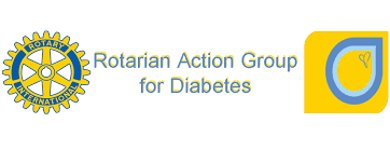 ROTARY
INTERNATIONAL
Rotarian Action Group
for Diabetes